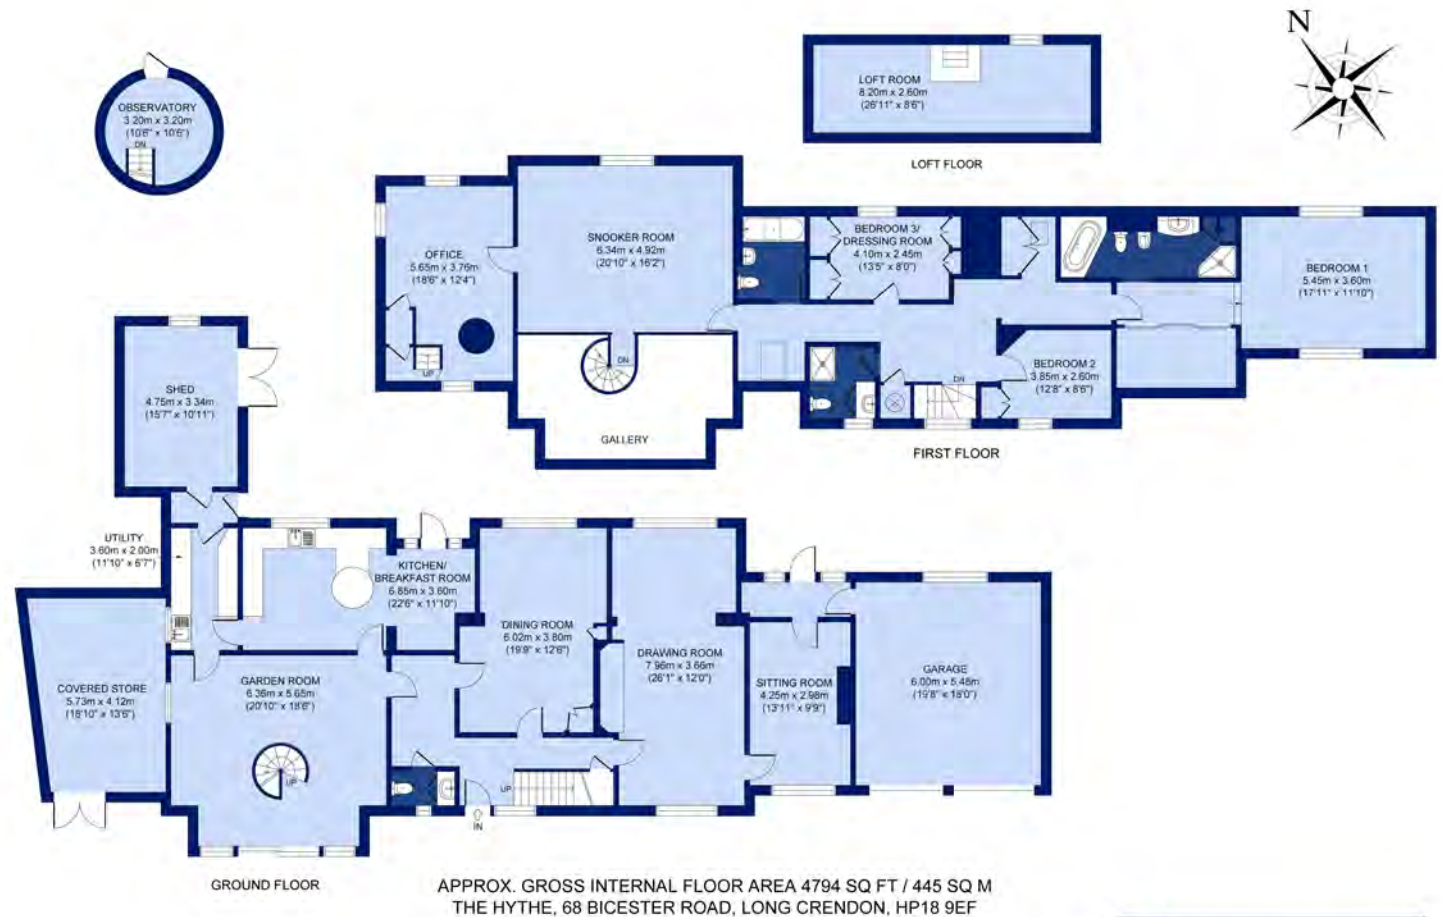 N
OBSERVATORY
3.20m x 3.20m
(10'6" x 10'6")
DN
LOFT ROOM
8.20m x 2.60m
(26'11" x 8'6")
LOFT FLOOR
OFFICE
5.65m x 3.76m
(18'6" x 12'4")
UP
SNOOKER ROOM
6.34m x 4.92m
(20'10" x 16'2")
DN
GALLERY
BEDROOM 3/
DRESSING ROOM
4.10m x 2.45m
(13'5" x 8'0")
BEDROOM 1
5.45m x 3.60m
(17'11" x 11'10")
BEDROOM 2
3.85m x 2.60m
(12'8" x 8'6")
DN
FIRST FLOOR
SHED
4.75m x 3.34m
(15'7" x 10'11")
UTILITY
3.60m x 2.00m
(11'10" x 6'7")
KITCHEN/
BREAKFAST ROOM
6.85m x 3.60m
(22'6" x 11'10")
DINING ROOM
6.02m x 3.80m
(19'9" x 12'6")
DRAWING ROOM
7.96m x 3.66m
(26'1" x 12'0")
SITTING ROOM
4.25m x 2.98m
(13'11" x 9'9")
GARAGE
6.00m x 5.48m
(19'8" x 18'0")
COVERED STORE
5.73m x 4.12m
(18'10" x 13'6")
GARDEN ROOM
6.36m x 5.65m
(20'10" x 18'6")
UP
UP
IN
GROUND FLOOR
APPROX. GROSS INTERNAL FLOOR AREA 4794 SQ FT / 445 SQ M
THE HYTHE, 68 BICESTER ROAD, LONG CRENDON, HP18 9EF